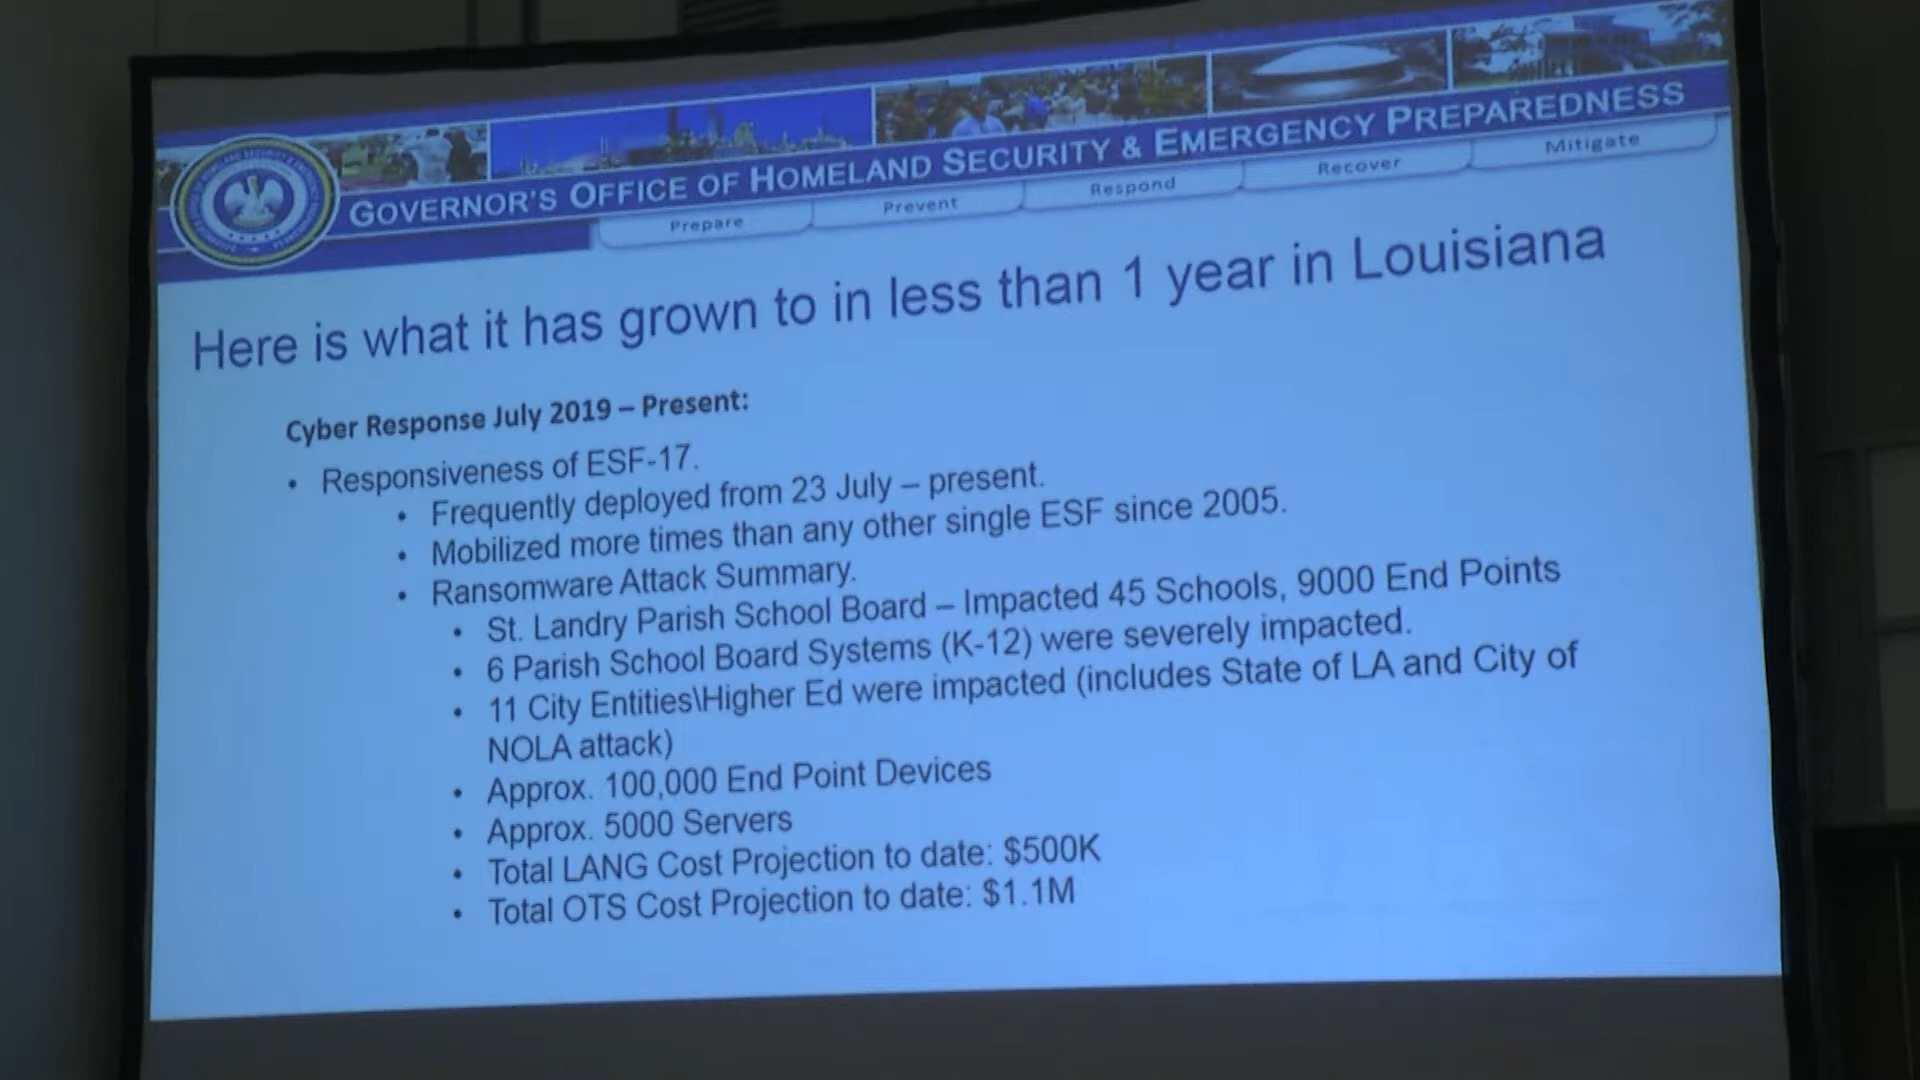 GOVERNOR'S OFFICE OF HOMELAND SECURITY & EMERGENCY PREPAREDNESS
Prepare Prevent Respond Recover Mitigate
Here is what it has grown to in less than 1 year in Louisiana
Cyber Response July 2019 – Present:
• Responsiveness of ESF-17.
• Frequently deployed from 23 July – present.
• Mobilized more times than any other single ESF since 2005.
• Ransomware Attack Summary.
• St. Landry Parish School Board – Impacted 45 Schools, 9000 End Points
• 6 Parish School Board Systems (K-12) were severely impacted.
• 11 City Entities\Higher Ed were impacted (includes State of LA and City of
NOLA attack)
• Approx. 100,000 End Point Devices
• Approx. 5000 Servers
• Total LANG Cost Projection to date: $500K
• Total OTS Cost Projection to date: $1.1M